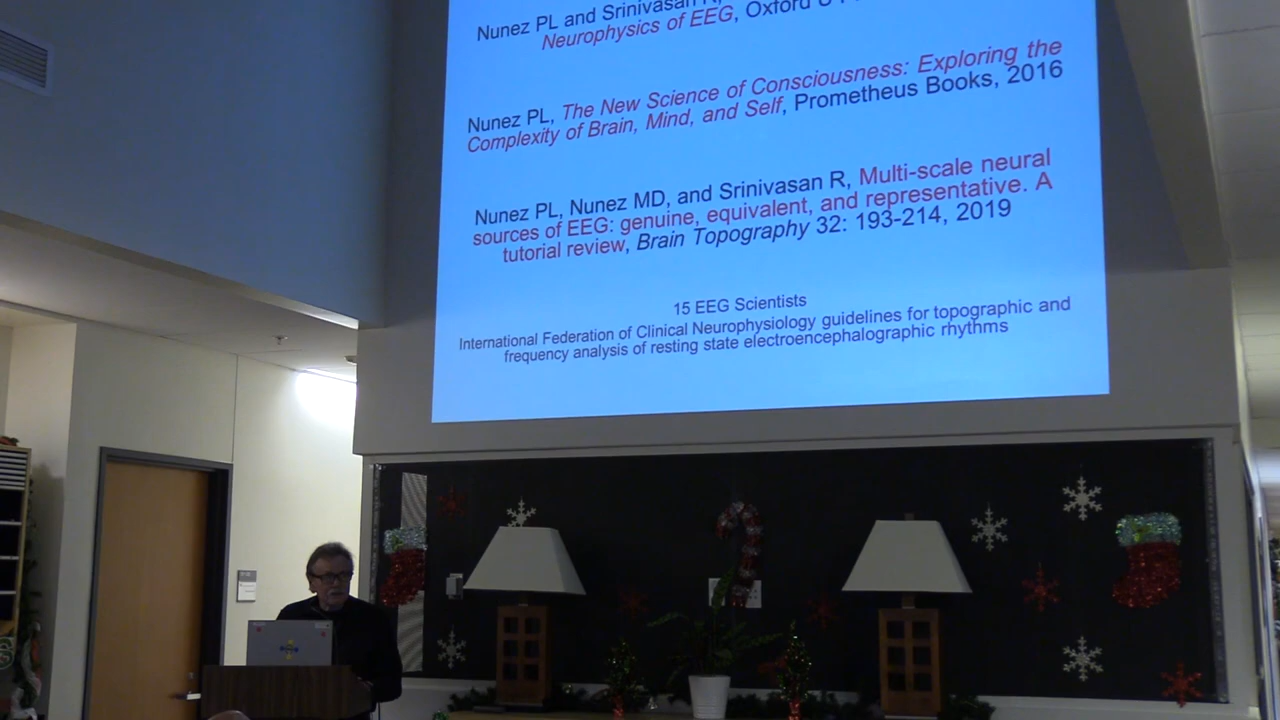 Nunez PL and Srinivasan R,
Neurophysics of EEG, Oxford U
Nunez PL, The New Science of Consciousness: Exploring the
Complexity of Brain, Mind, and Self, Prometheus Books, 2016
Nunez PL, Nunez MD, and Srinivasan R, Multi-scale neural
sources of EEG: genuine, equivalent, and representative. A
tutorial review, Brain Topography 32: 193-214, 2019
15 EEG Scientists
International Federation of Clinical Neurophysiology guidelines for topographic and
frequency analysis of resting state electroencephalographic rhythms